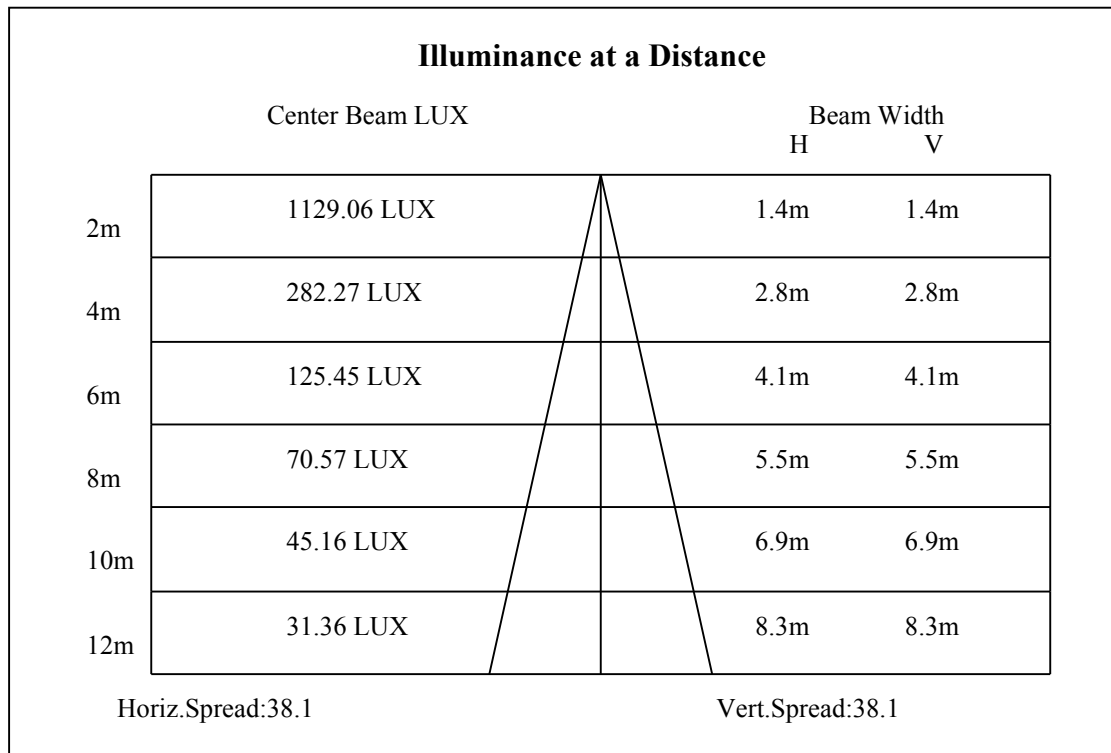 Illuminance at a Distance
Center Beam LUX Beam Width
H V
2m 1129.06 LUX 1.4m 1.4m
4m 282.27 LUX 2.8m 2.8m
6m 125.45 LUX 4.1m 4.1m
8m 70.57 LUX 5.5m 5.5m
10m 45.16 LUX 6.9m 6.9m
12m 31.36 LUX 8.3m 8.3m
Horiz.Spread:38.1 Vert.Spread:38.1